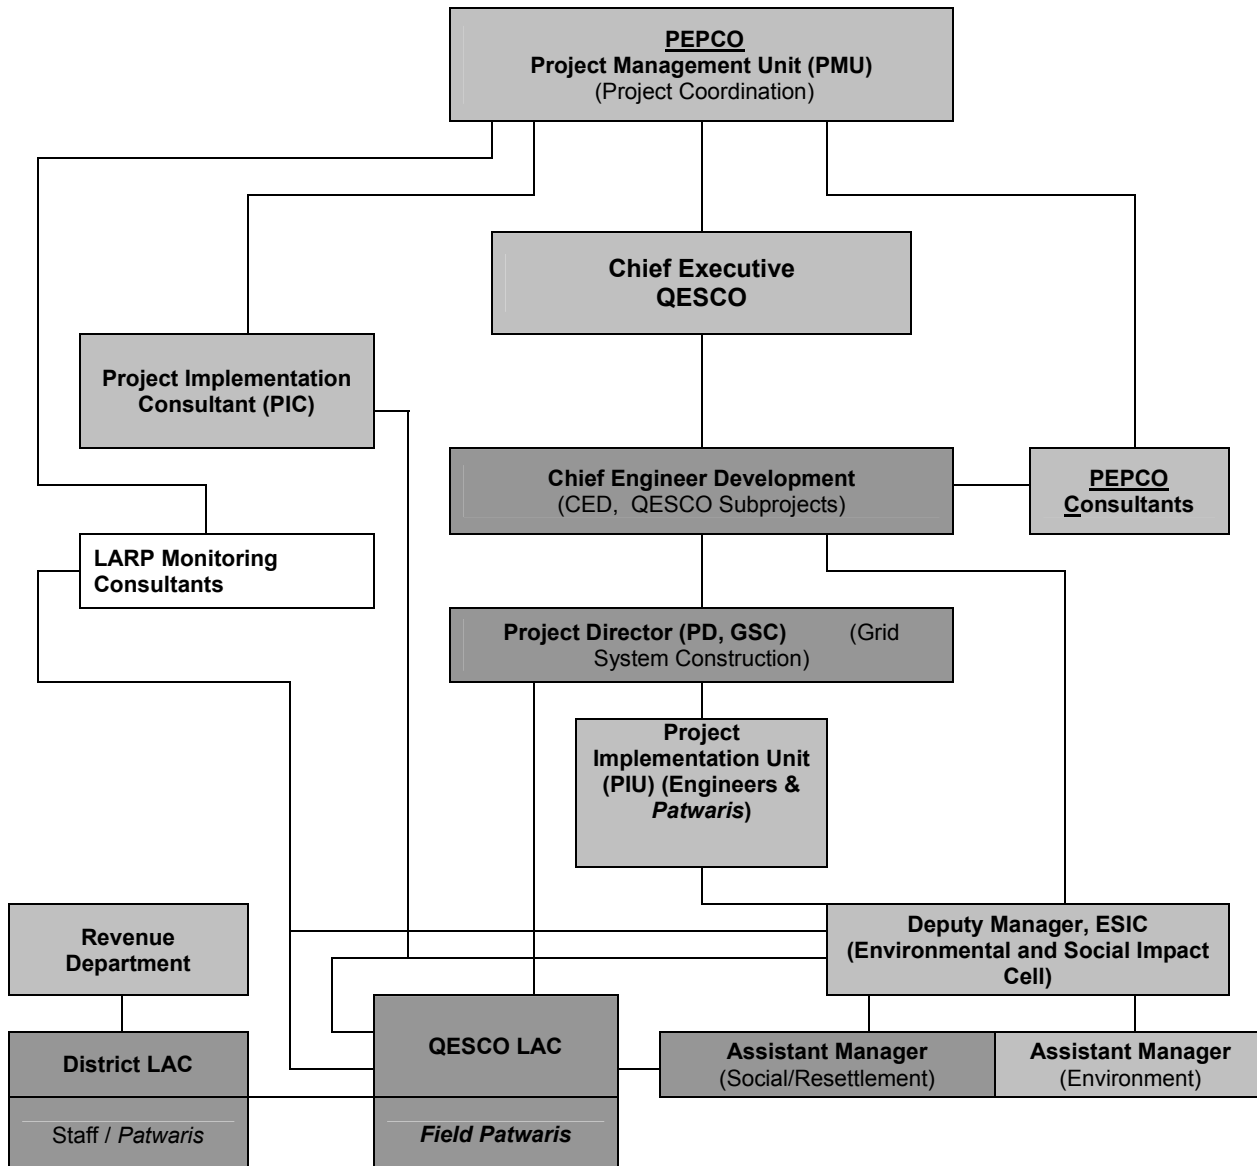 PEPCO
Project Management Unit (PMU)
(Project Coordination)
Chief Executive
QESCO
Project Implementation
Consultant (PIC)
Chief Engineer Development
(CED, QESCO Subprojects)
PEPCO
Consultants
LARP Monitoring
Consultants
Project Director (PD, GSC) (Grid
System Construction)
Project
Implementation Unit
(PIU) (Engineers &
Patwaris)
Revenue
Department
Deputy Manager, ESIC
(Environmental and Social Impact
Cell)
District LAC
Staff / Patwaris
QESCO LAC
Field Patwaris
Assistant Manager
(Social/Resettlement)
Assistant Manager
(Environment)